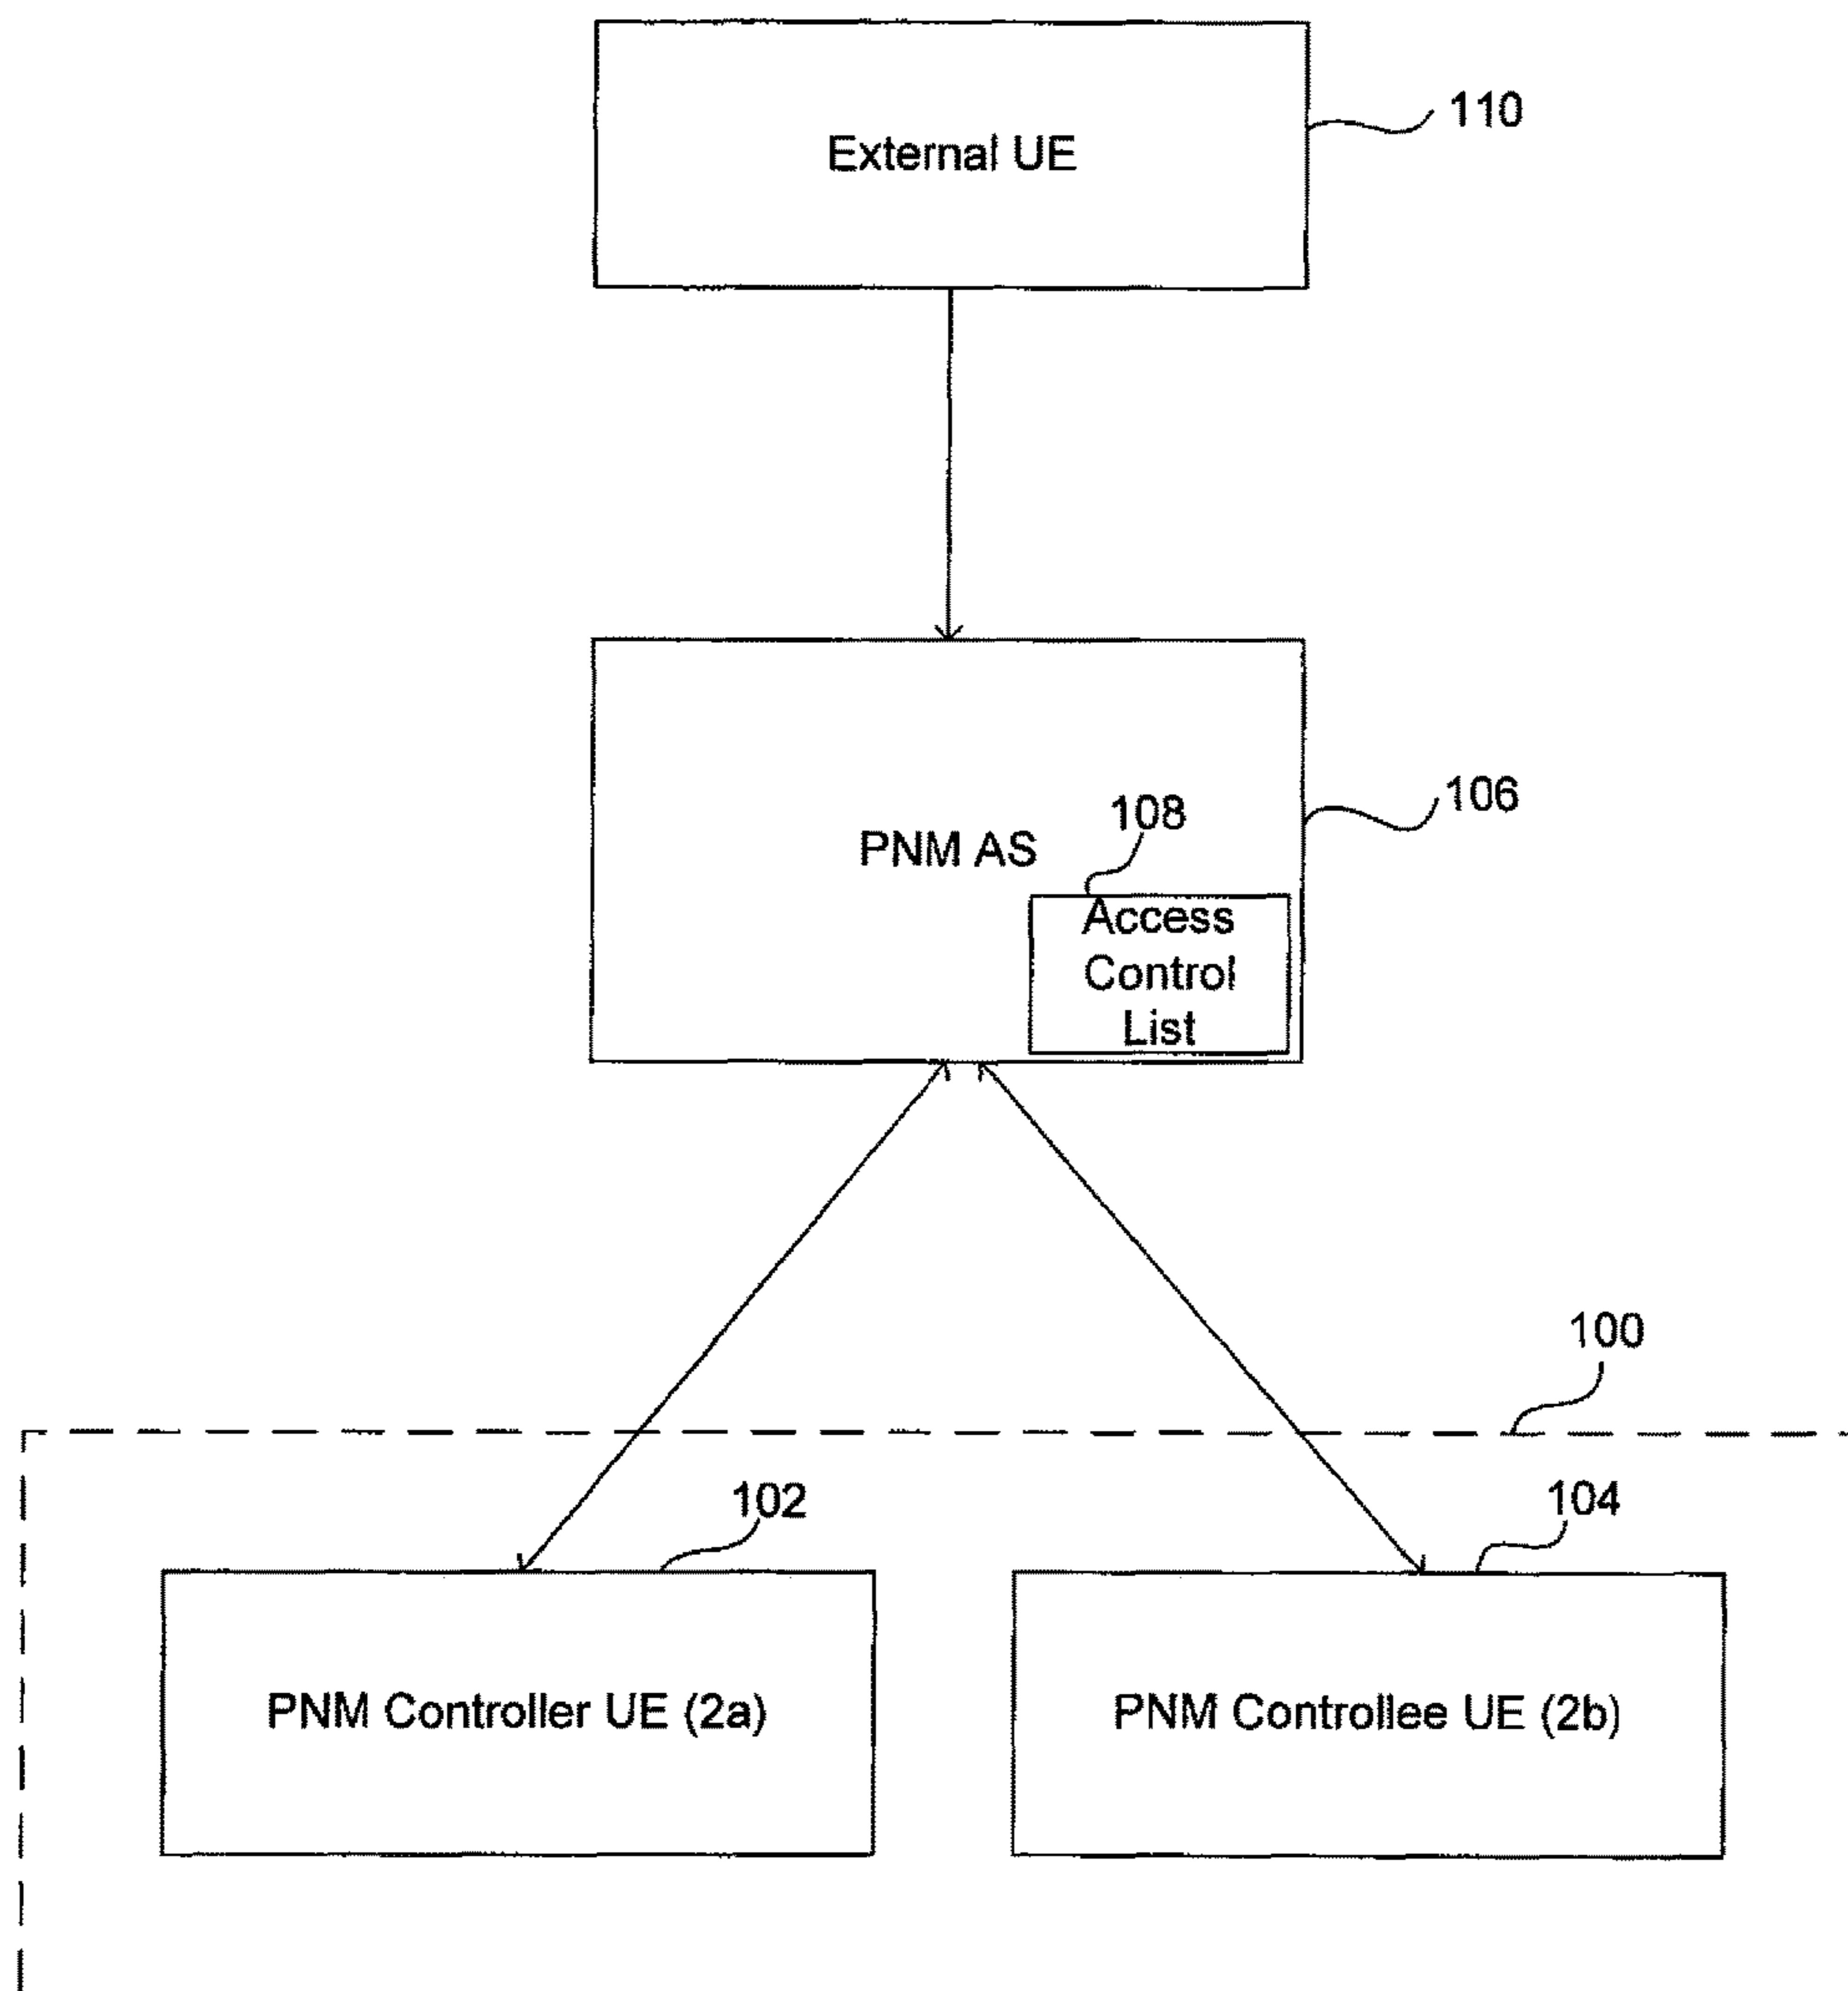 External UE
110
106
108
PNM AS
Access
Control
List
100
102
104
PNM Controller UE (2a)
PNM Controllee UE (2b)